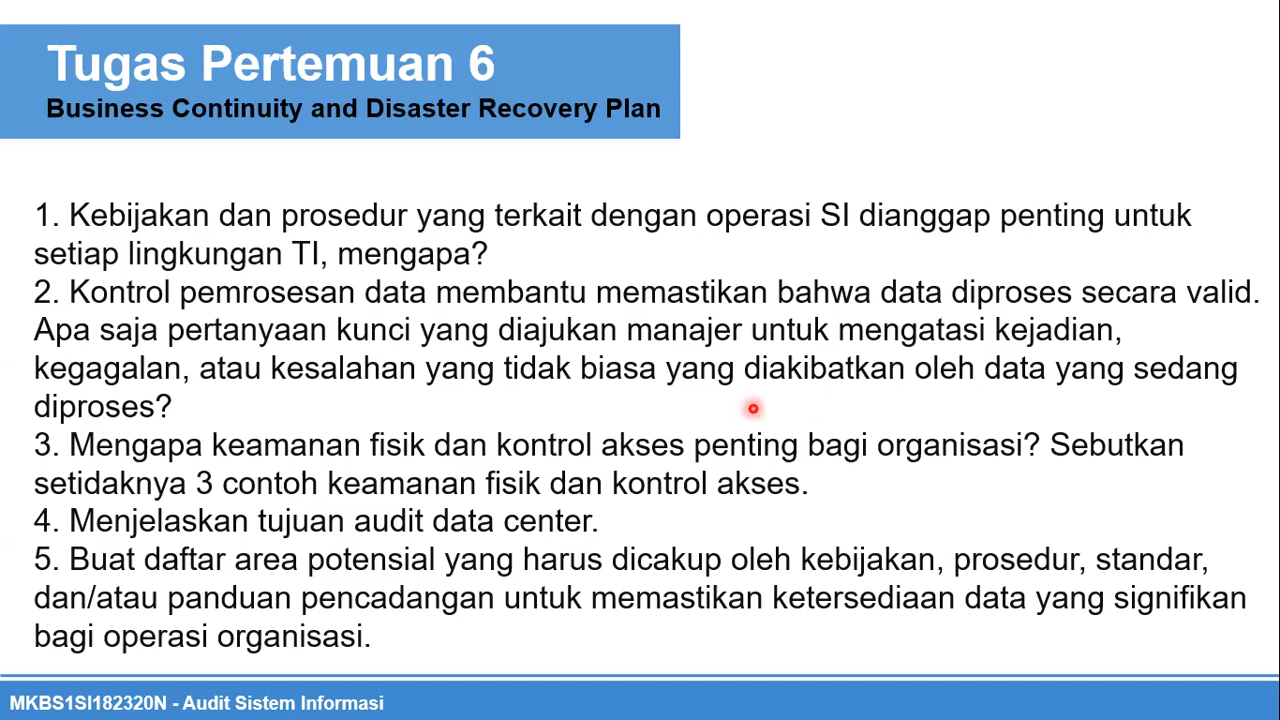 Tugas Pertemuan 6
Business Continuity and Disaster Recovery Plan
1. Kebijakan dan prosedur yang terkait dengan operasi SI dianggap penting untuk
setiap lingkungan TI, mengapa?
2. Kontrol pemrosesan data membantu memastikan bahwa data diproses secara valid.
Apa saja pertanyaan kunci yang diajukan manajer untuk mengatasi kejadian,
kegagalan, atau kesalahan yang tidak biasa yang diakibatkan oleh data yang sedang
diproses?
3. Mengapa keamanan fisik dan kontrol akses penting bagi organisasi? Sebutkan
setidaknya 3 contoh keamanan fisik dan kontrol akses.
4. Menjelaskan tujuan audit data center.
5. Buat daftar area potensial yang harus dicakup oleh kebijakan, prosedur, standar,
dan/atau panduan pencadangan untuk memastikan ketersediaan data yang signifikan
bagi operasi organisasi.
MKBS1SI182320N - Audit Sistem Informasi